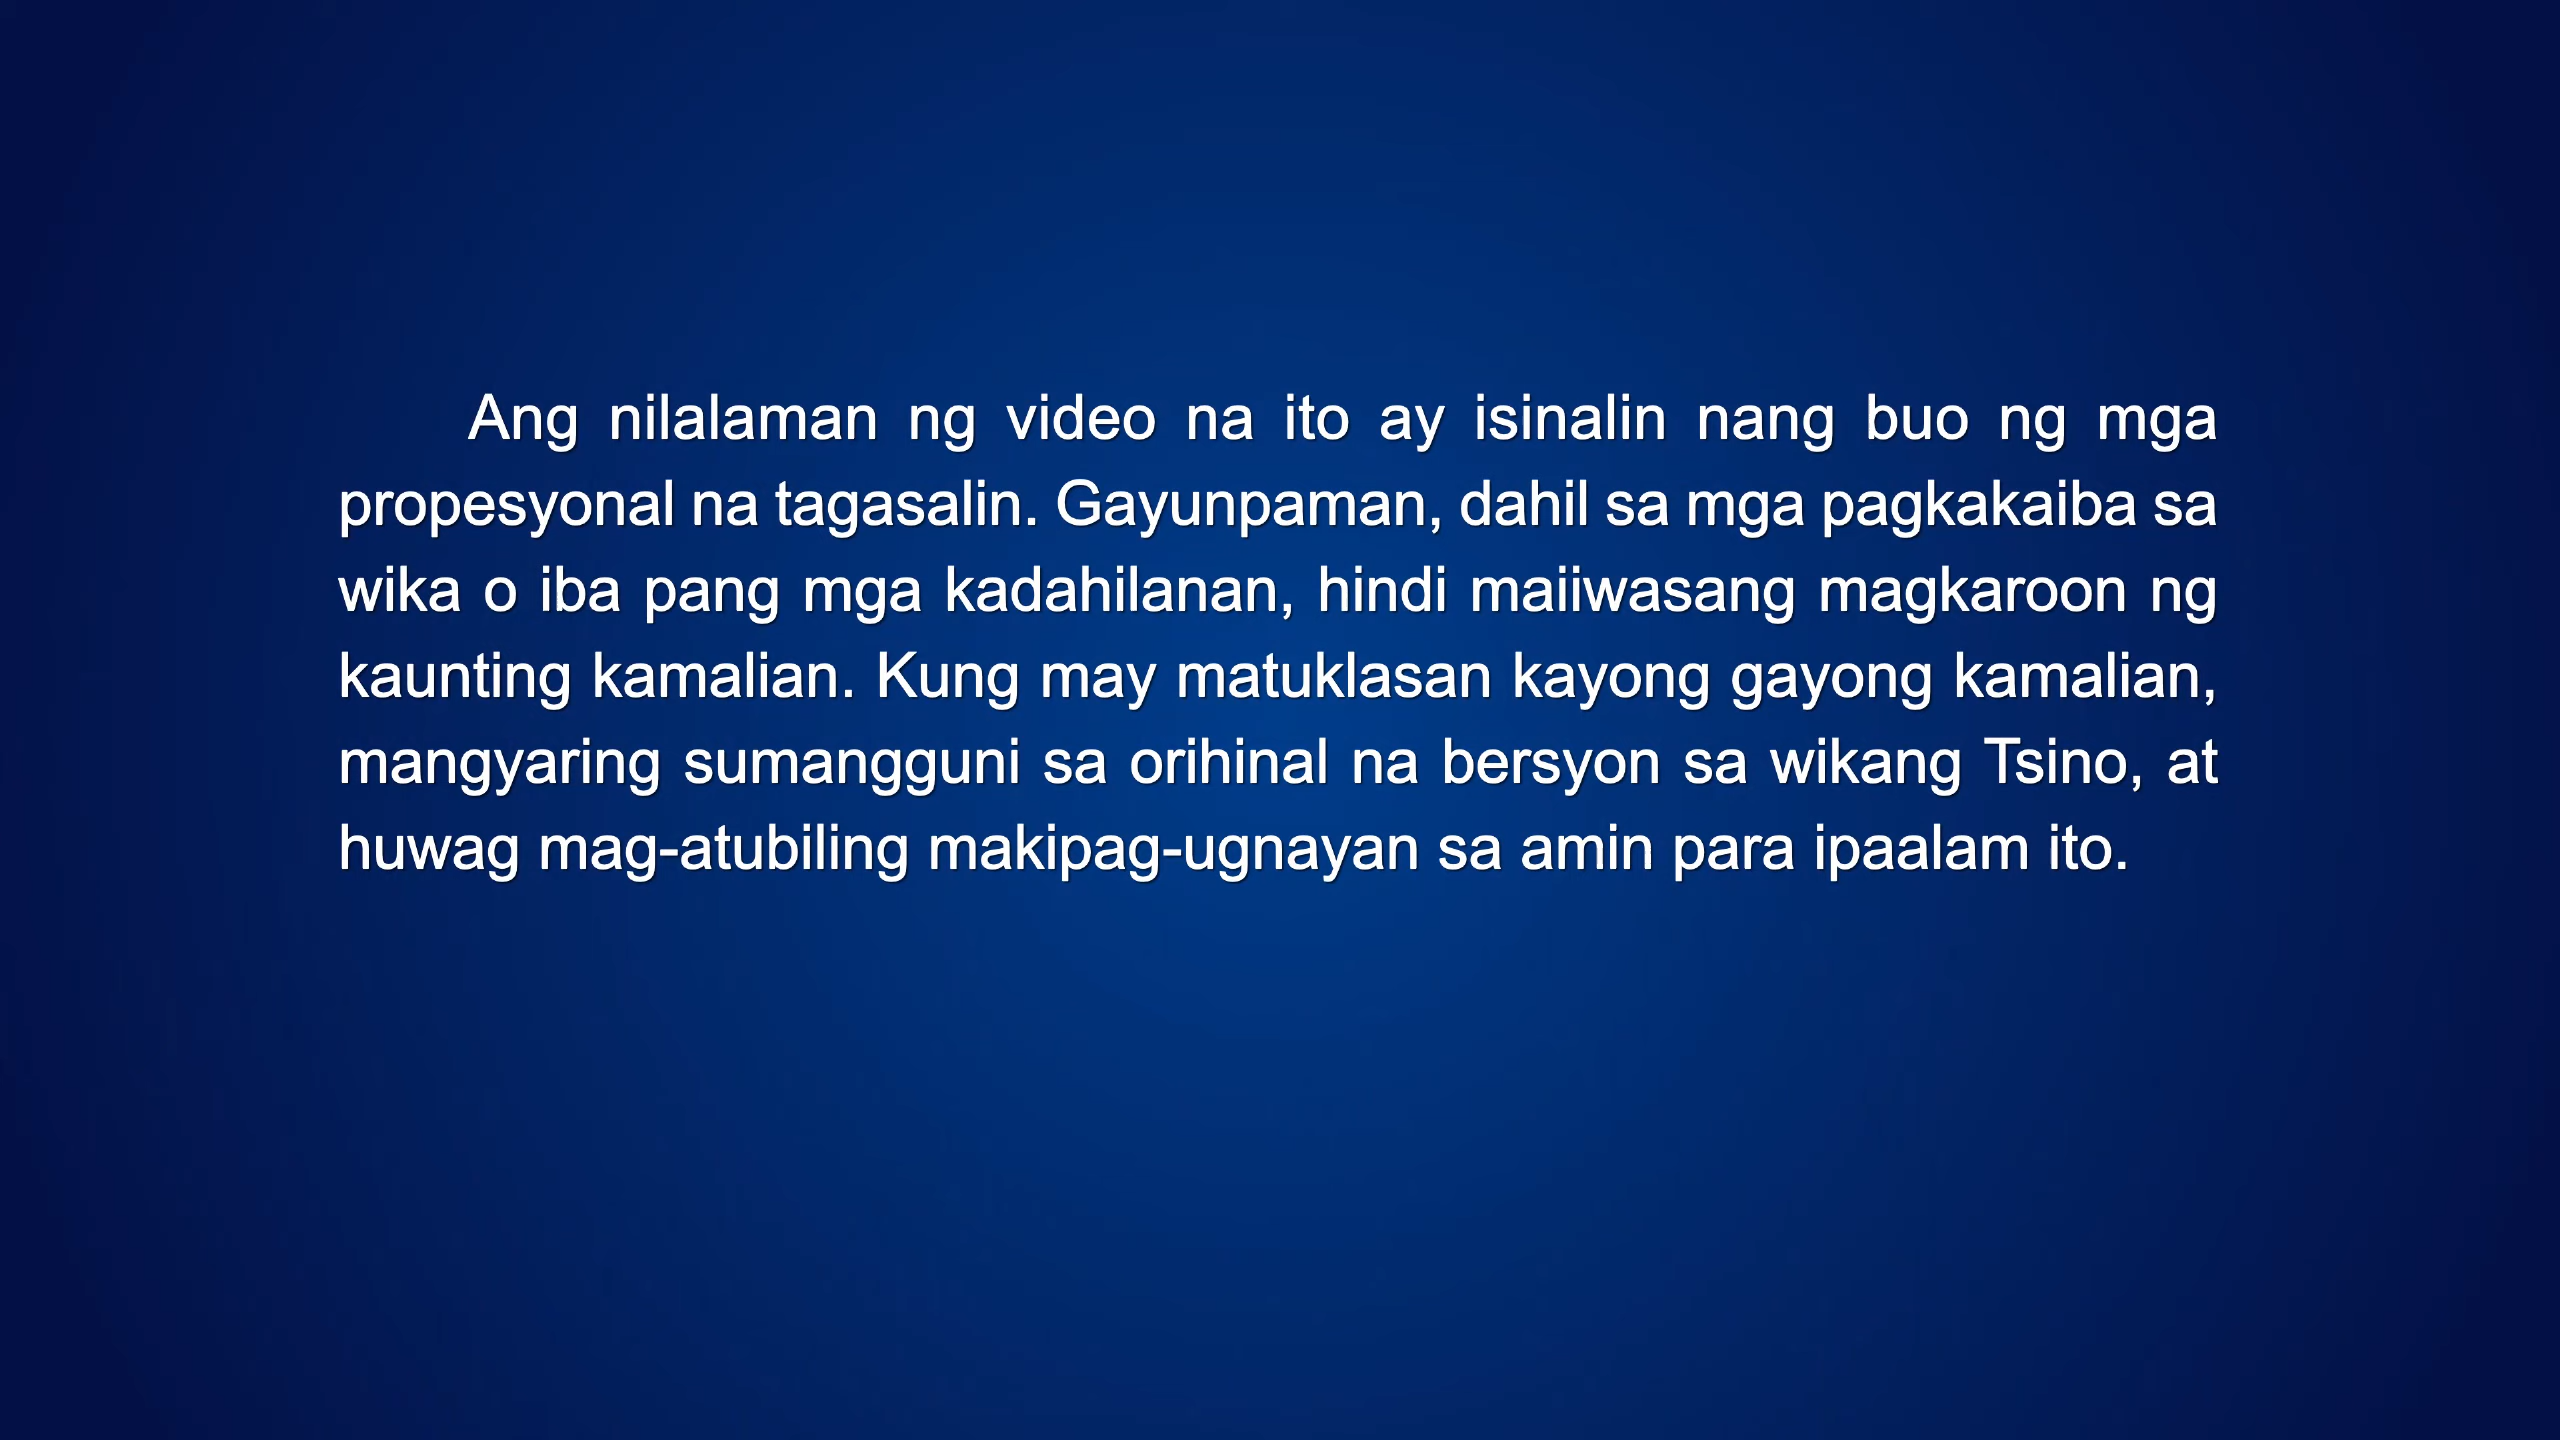 Ang nilalaman ng video na ito ay isinalin nang buo ng mga
propesyonal na tagasalin. Gayunpaman, dahil sa mga pagkakaiba sa
wika o iba pang mga kadahilanan, hindi maiiwasang magkaroon ng
kaunting kamalian. Kung may matuklasan kayong gayong kamalian,
mangyaring sumangguni sa orihinal na bersyon sa wikang Tsino, at
huwag mag-atubiling makipag-ugnayan sa amin para ipaalam ito.